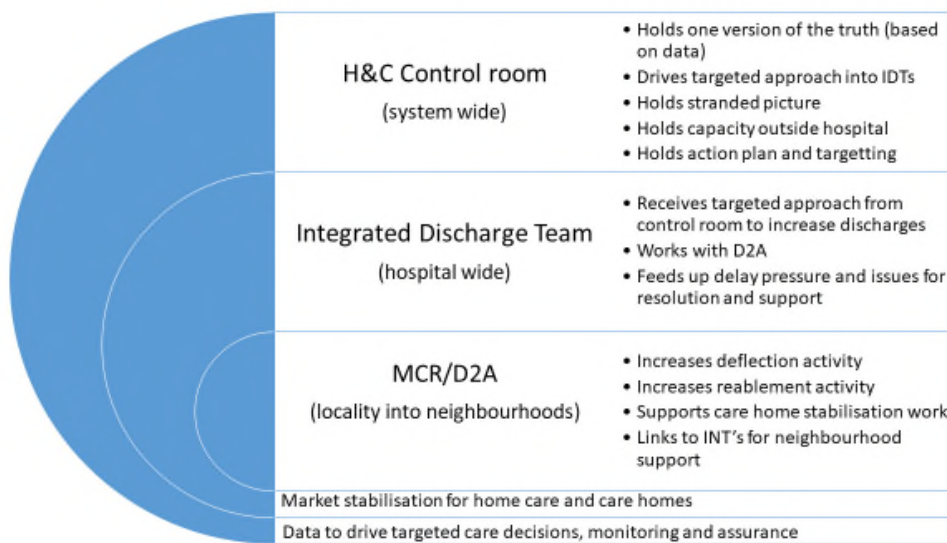 H&C Control room
(system wide)
• Holds one version of the truth (based
on data)
• Drives targeted approach into IDTs
• Holds stranded picture
• Holds capacity outside hospital
• Holds action plan and targetting
Integrated Discharge Team
(hospital wide)
• Receives targeted approach from
control room to increase discharges
• Works with D2A
• Feeds up delay pressure and issues for
resolution and support
MCR/D2A
(locality into neighbourhoods)
• Increases deflection activity
• Increases reablement activity
• Supports care home stabilisation work
• Links to INT's for neighbourhood
support
Market stabilisation for home care and care homes
Data to drive targeted care decisions, monitoring and assurance